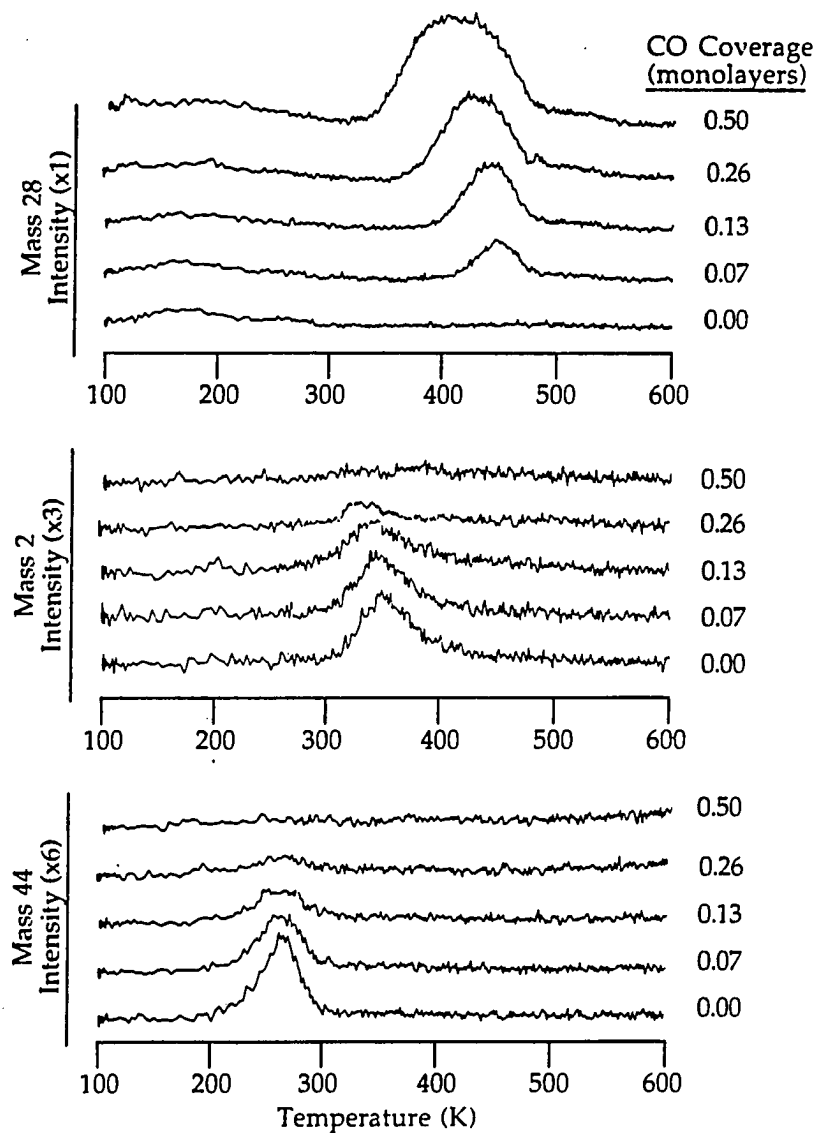 CO Coverage
(monolayers)
Mass 28
Intensity (x1)
0.50
0.26
0.13
0.07
0.00
100 200 300 400 500 600
Mass 2
Intensity (x3)
0.50
0.26
0.13
0.07
0.00
100 200 300 400 500 600
Mass 44
Intensity (x6)
0.50
0.26
0.13
0.07
0.00
100 200 300 400 500 600
Temperature (K)